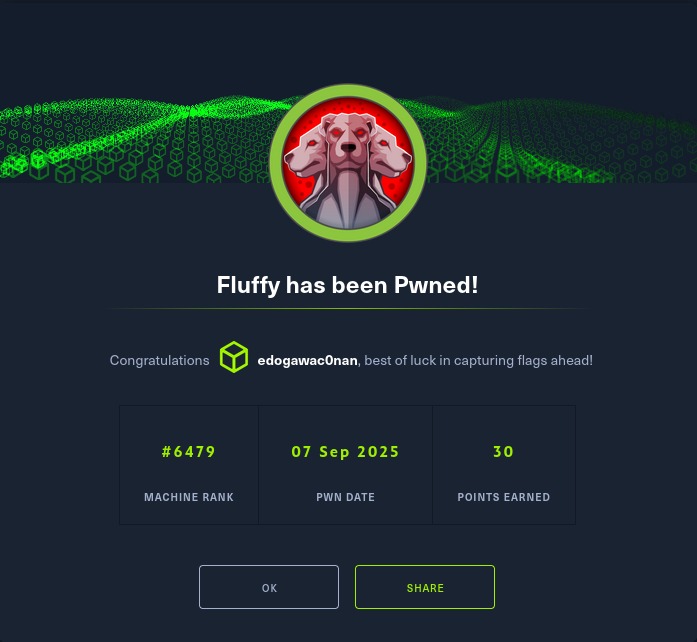 Fluffy has been Pwned!
Congratulations edogawac0nan, best of luck in capturing flags ahead!
#6479 07 Sep 2025 30
MACHINE RANK PWN DATE POINTS EARNED
OK SHARE